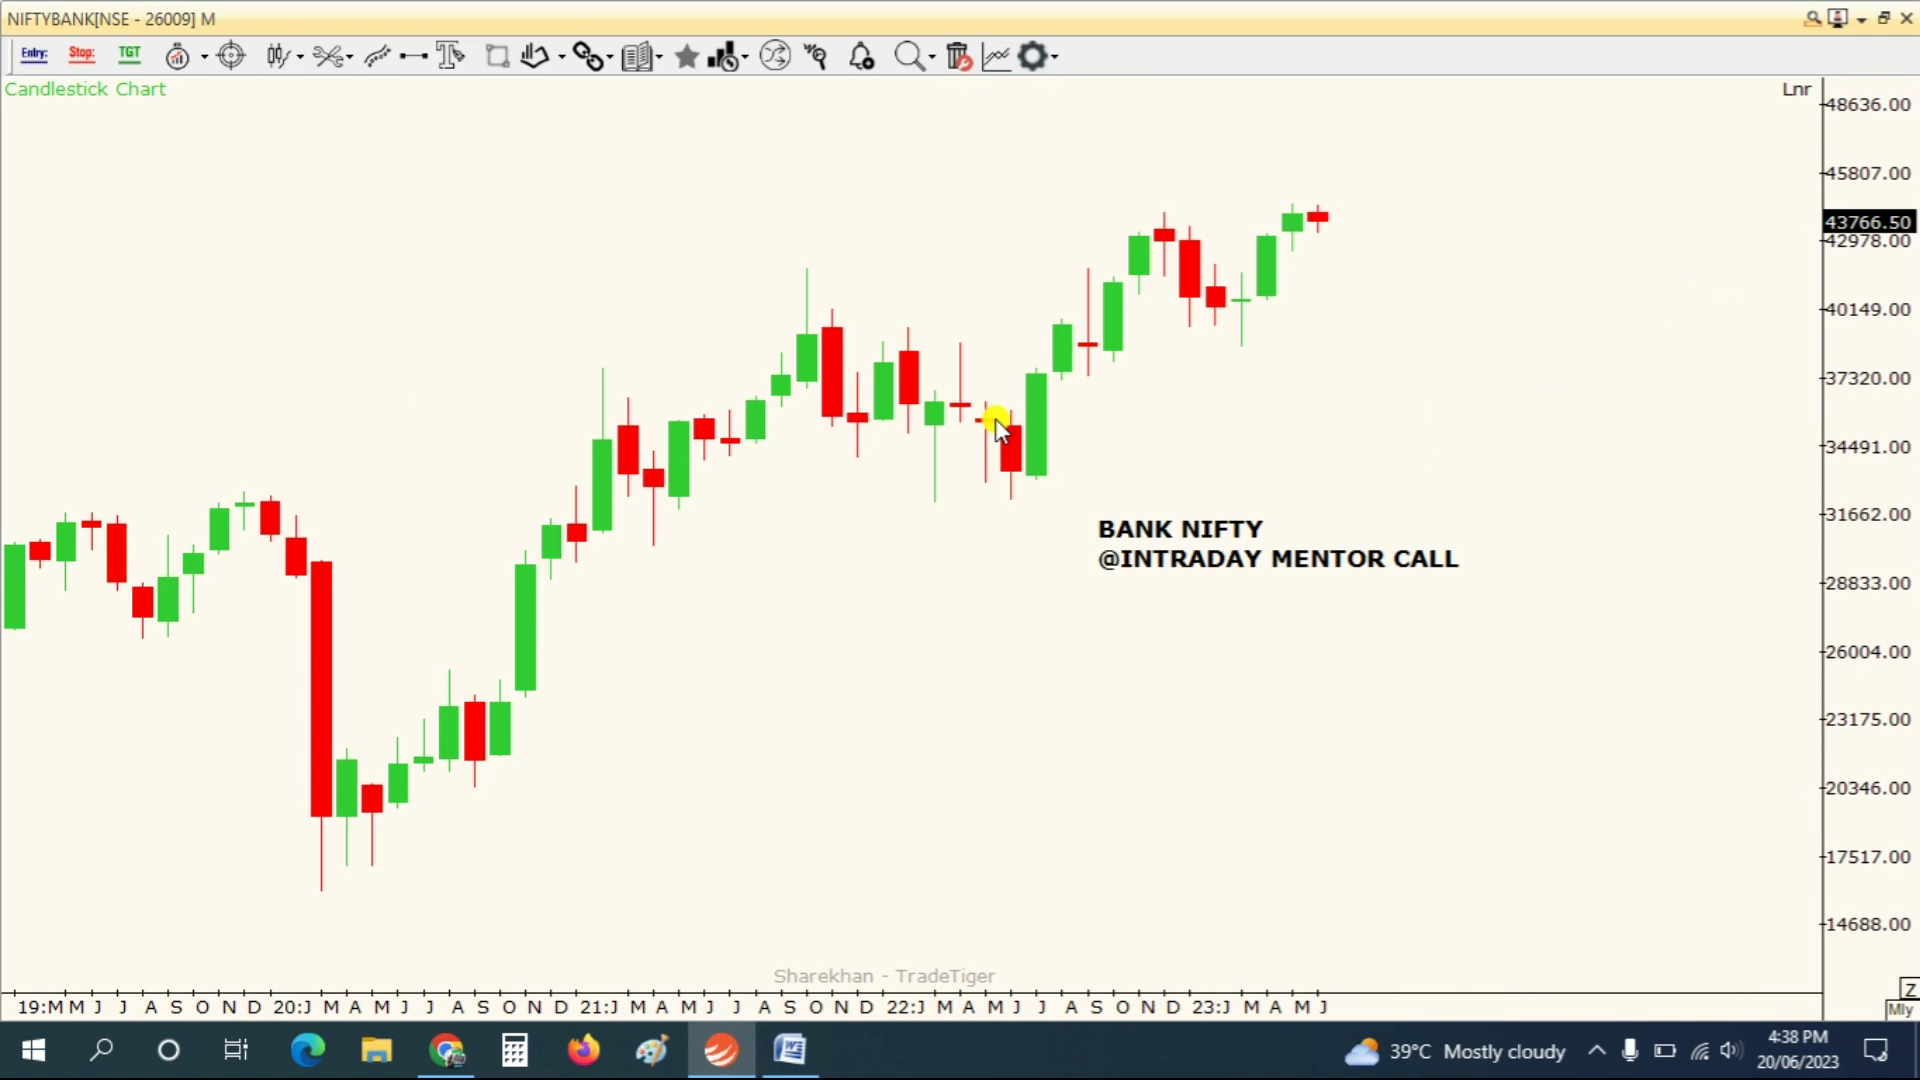 NIFTYBANK[NSE - 26009] M
Entry: Stop: TGT
Candlestick Chart
Lnr
48636.00
45807.00
43766.50
42978.00
40149.00
37320.00
34491.00
BANK NIFTY
@INTRADAY MENTOR CALL
31662.00
28833.00
26004.00
23175.00
20346.00
17517.00
14688.00
Sharekhan - TradeTiger
Z
19:M M J J A S O N D 20:J M A M J J A S O N D 21:J M A M J J A S O N D 22:J M A M J J A S O N D 23:J M A M J
Mly
39°C Mostly cloudy
4:38 PM
20/06/2023